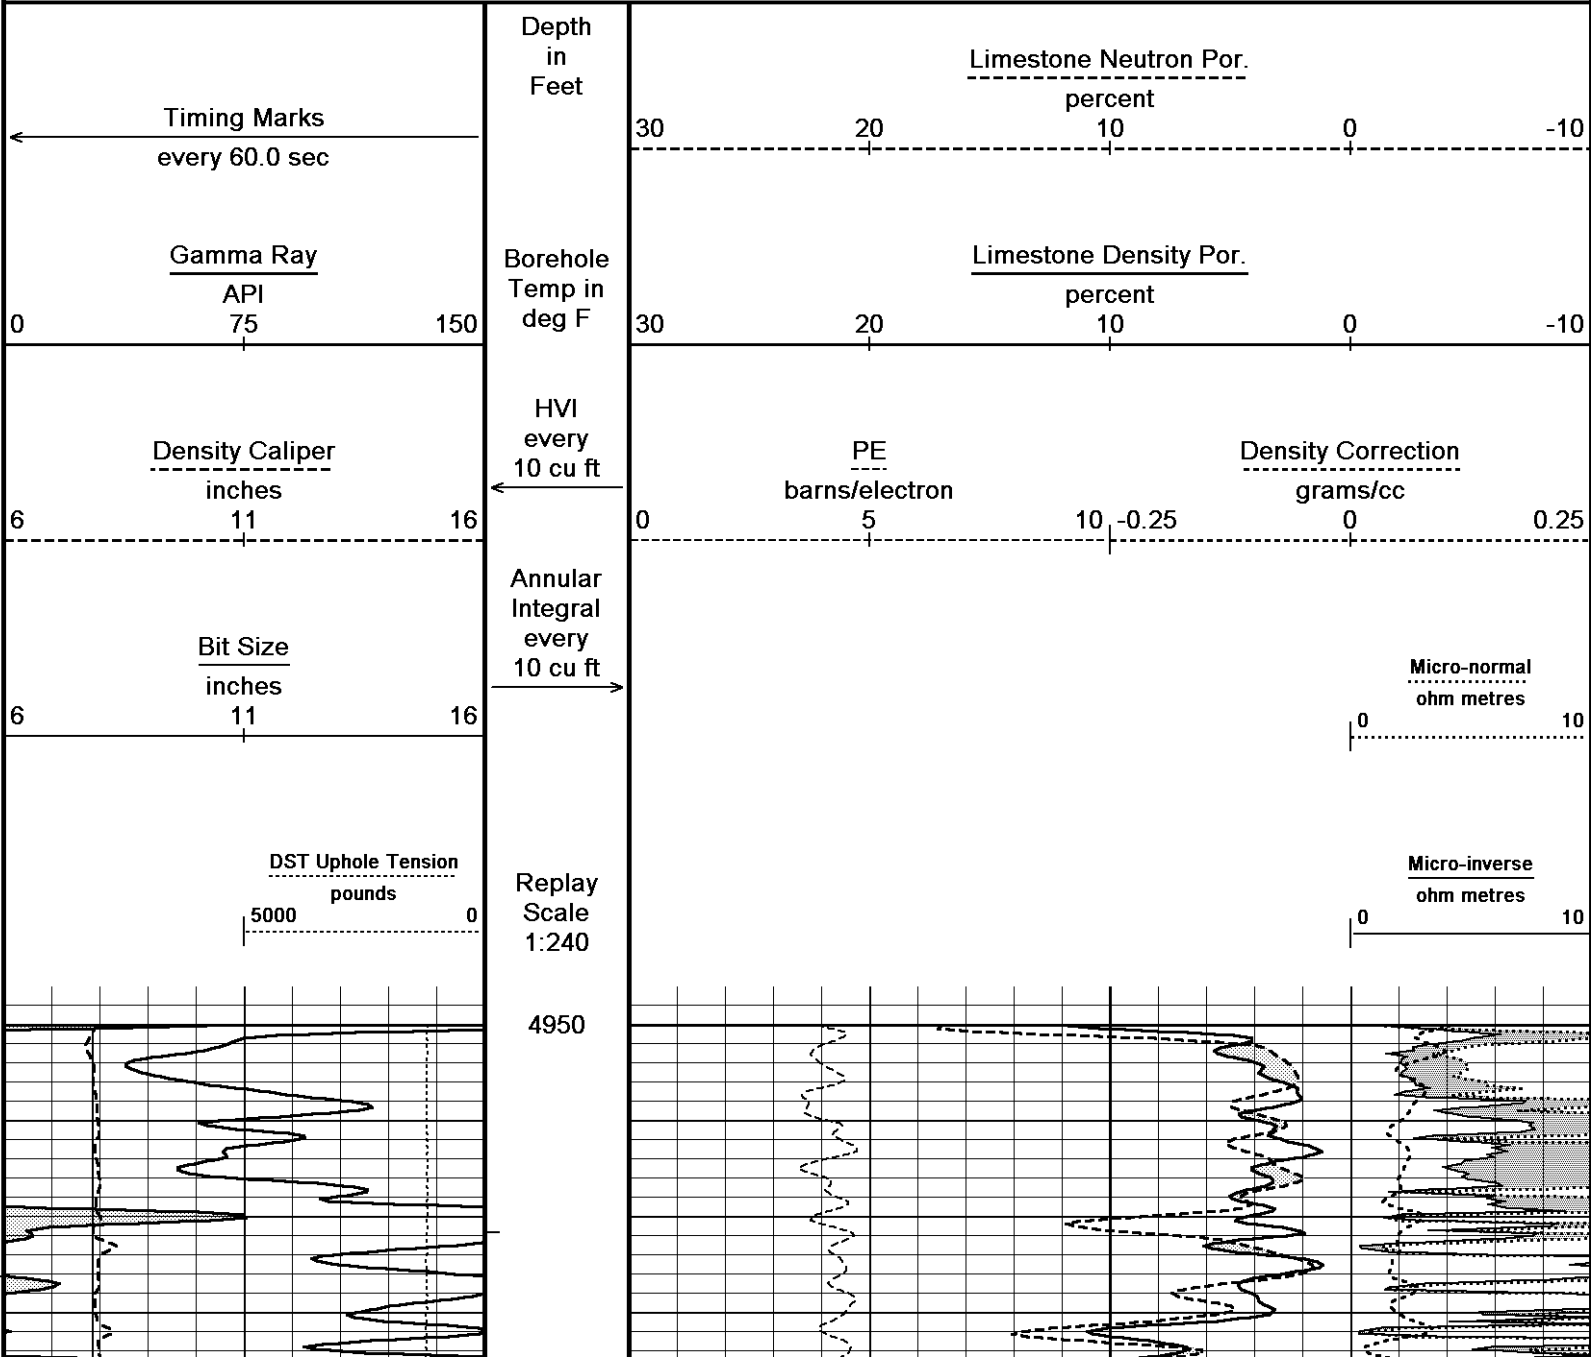 Timing Marks
every 60.0 sec
Gamma Ray
API
0 75 150
Density Caliper
inches
6 11 16
Bit Size
inches
6 11 16
DST Uphole Tension
pounds
5000 0
Depth
in
Feet
Borehole
Temp in
deg F
HVI
every
10 cu ft
Annular
Integral
every
10 cu ft
Replay
Scale
1:240
4950
Limestone Neutron Por.
percent
30 20 10 0 -10
Limestone Density Por.
percent
30 20 10 0 -10
PE
barns/electron
0 5 10
Density Correction
grams/cc
-0.25 0 0.25
Micro-normal
ohm metres
0 10
Micro-inverse
ohm metres
0 10